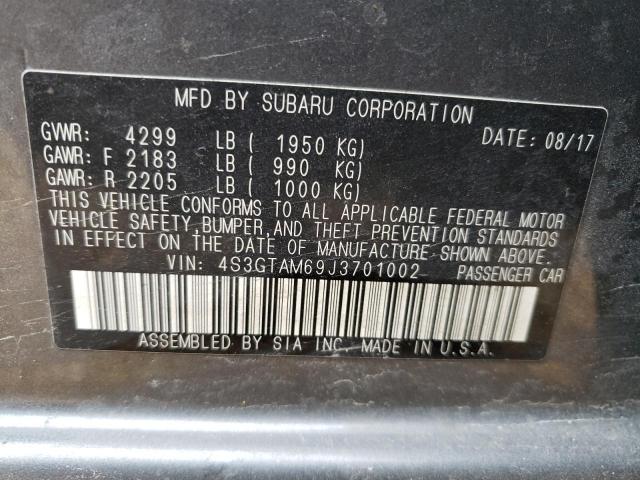 MFD BY SUBARU CORPORATION
GVWR: 4299 LB ( 1950 KG) DATE: 08/17
GAWR: F 2183 LB ( 990 KG)
GAWR: R 2205 LB ( 1000 KG)
THIS VEHICLE CONFORMS TO ALL APPLICABLE FEDERAL MOTOR
VEHICLE SAFETY, BUMPER, AND THEFT PREVENTION STANDARDS
IN EFFECT ON THE DATE OF MANUFACTURE SHOWN ABOVE.
VIN: 4S3GTAM69J3701002 PASSENGER CAR
ASSEMBLED BY SIA INC. MADE IN U.S.A.